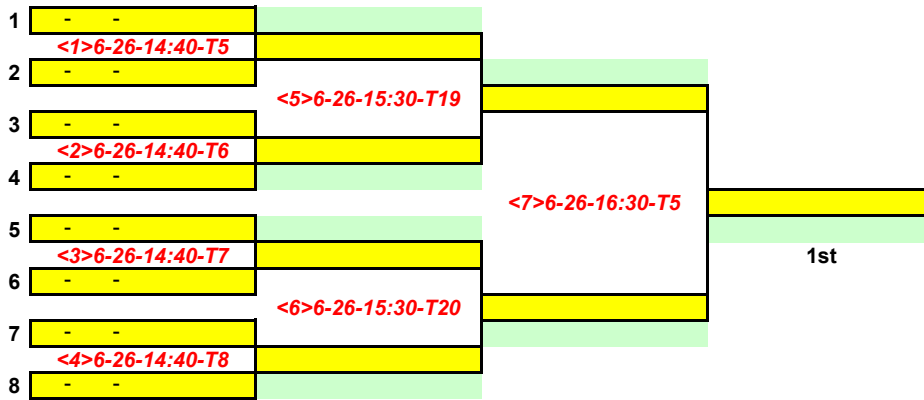 1 - -
<1>6-26-14:40-T5
2 - -
<5>6-26-15:30-T19
3 - -
<2>6-26-14:40-T6
4 - -
<7>6-26-16:30-T5
5 - -
<3>6-26-14:40-T7
1st
6 - -
<6>6-26-15:30-T20
7 - -
<4>6-26-14:40-T8
8 - -